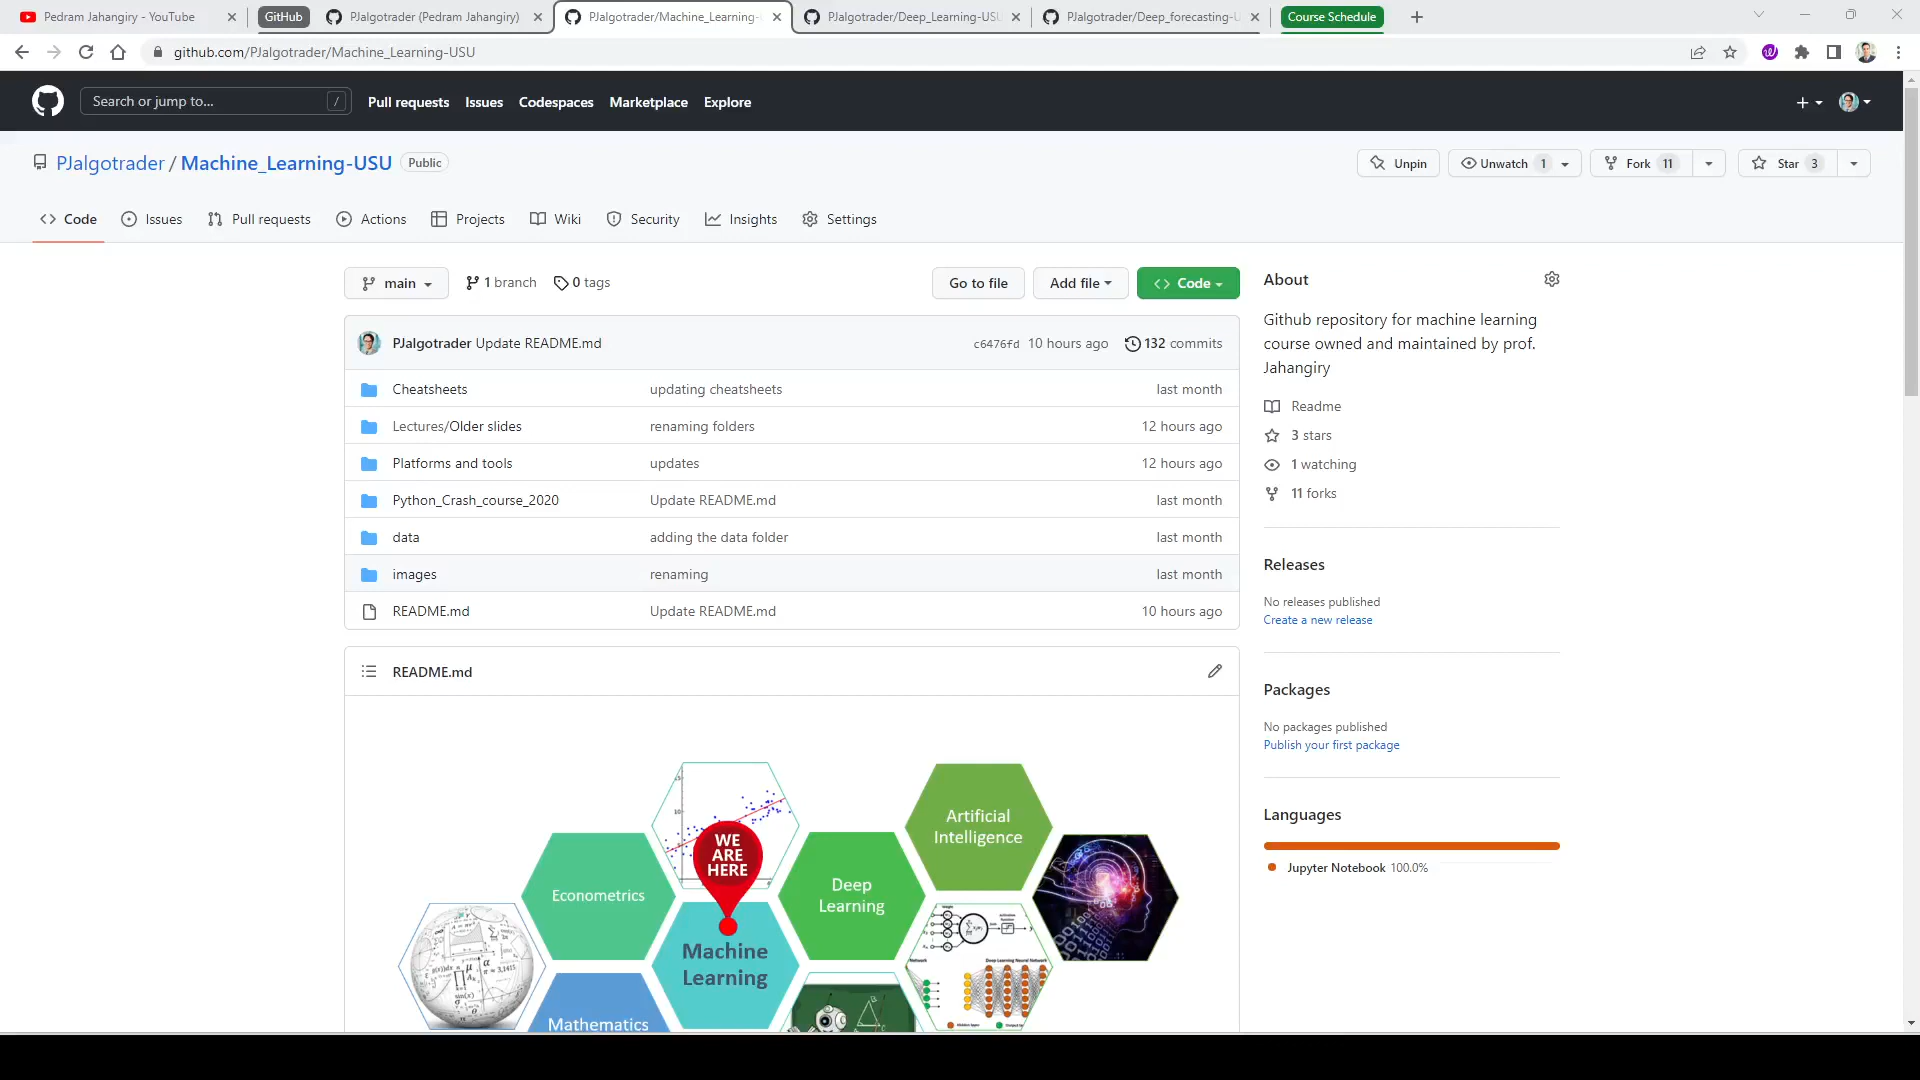 Pedram Jahangiry - YouTube
GitHub
PJalgotrader (Pedram Jahangiry)
PJalgotrader/Machine_Learning-
PJalgotrader/Deep_Learning-US
PJalgotrader/Deep_forecasting-U
Course Schedule
github.com/PJalgotrader/Machine_Learning-USU
Search or jump to...
/
Pull requests
Issues
Codespaces
Marketplace
Explore
PJalgotrader / Machine_Learning-USU
Public
Unpin
Unwatch 1
Fork 11
Star 3
Code
Issues
Pull requests
Actions
Projects
Wiki
Security
Insights
Settings
main
1 branch
0 tags
Go to file
Add file
Code
PJalgotrader Update README.md
c6476fd 10 hours ago
132 commits
Cheatsheets
updating cheatsheets
last month
Lectures/Older slides
renaming folders
12 hours ago
Platforms and tools
updates
12 hours ago
Python_Crash_course_2020
Update README.md
last month
data
adding the data folder
last month
images
renaming
last month
README.md
Update README.md
10 hours ago
README.md
WE
ARE
HERE
Econometrics
Machine
Learning
Mathematics
Deep
Learning
Artificial
Intelligence
Deep Learning Neural Network
About
Github repository for machine learning
course owned and maintained by prof.
Jahangiry
Readme
3 stars
1 watching
11 forks
Releases
No releases published
Create a new release
Packages
No packages published
Publish your first package
Languages
Jupyter Notebook 100.0%